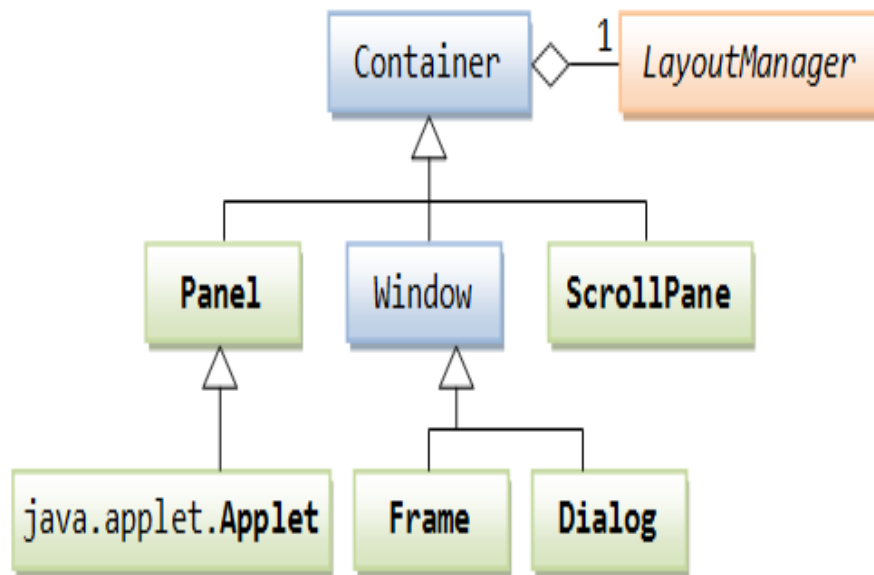 Container
1
LayoutManager
Panel
Window
ScrollPane
java.applet.Applet
Frame
Dialog